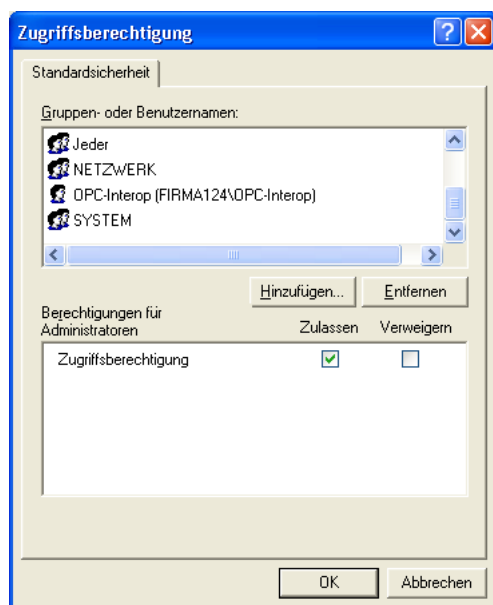 Zugriffsberechtigung
Standardsicherheit
Gruppen- oder Benutzernamen:
Jeder
NETZWERK
OPC-Interop (FIRMA124\OPC-Interop)
SYSTEM
Hinzufügen... Entfernen
Berechtigungen für
Administratoren Zulassen Verweigern
Zugriffsberechtigung
OK Abbrechen